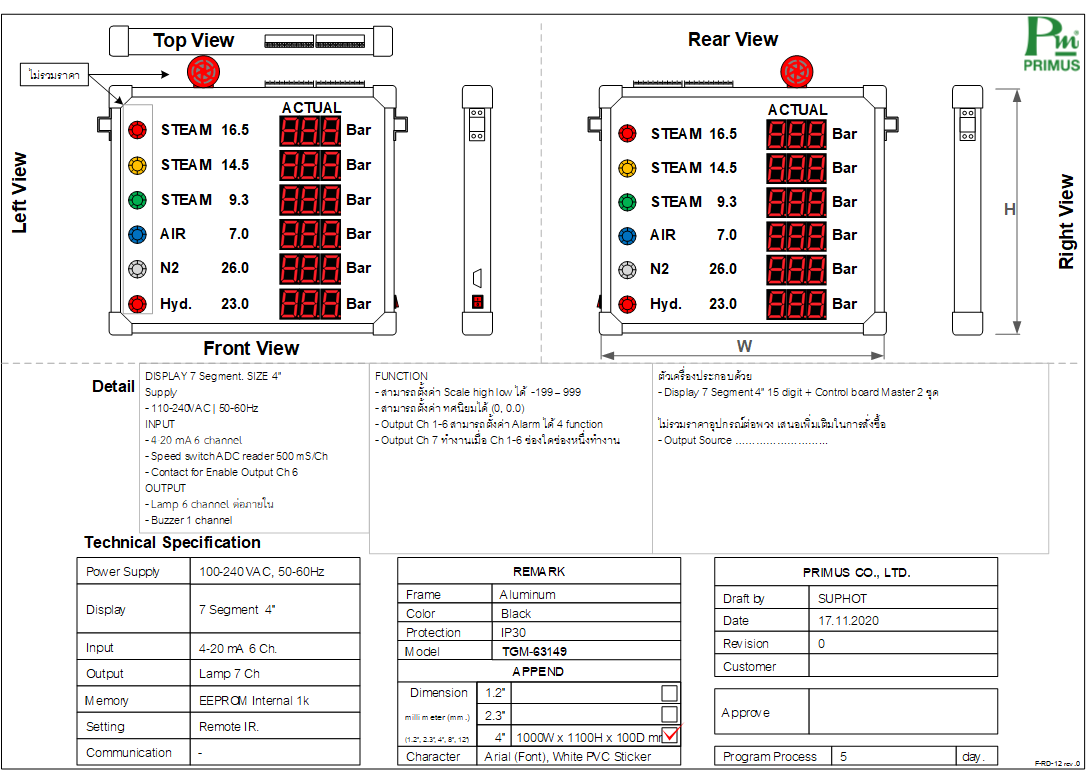 Top View
Rear View
Pm®
PRIMUS
ไม่รวมราคา
ACTUAL
STEAM 16.5 888 Bar
STEAM 14.5 888 Bar
STEAM 9.3 888 Bar
AIR 7.0 888 Bar
N2 26.0 888 Bar
Hyd. 23.0 888 Bar
ACTUAL
STEAM 16.5 888 Bar
STEAM 14.5 888 Bar
STEAM 9.3 888 Bar
AIR 7.0 888 Bar
N2 26.0 888 Bar
Hyd. 23.0 888 Bar
Left View
Right View
H
W
Front View
Detail
DISPLAY 7 Segment. SIZE 4"
Supply
- 110-240VAC | 50-60Hz
INPUT
- 4-20 mA 6 channel
- Speed switch ADC reader 500 mS/Ch
- Contact for Enable Output Ch 6
OUTPUT
- Lamp 6 channel ต่อภายใน
- Buzzer 1 channel
FUNCTION
- สามารถตั้งค่า Scale high low ได้ -199 – 999
- สามารถตั้งค่า ทศนิยมได้ (0, 0.0)
- Output Ch 1-6 สามารถตั้งค่า Alarm ได้ 4 function
- Output Ch 7 ทำงานเมื่อ Ch 1-6 ช่องใดช่องหนึ่งทำงาน
ตัวเครื่องประกอบด้วย
- Display 7 Segment 4" 15 digit + Control board Master 2 ชุด
ไม่รวมราคาอุปกรณ์ต่อพวง เสนอเพิ่มเติมในการสั่งซื้อ
- Output Source ..............................
Technical Specification
Power Supply 100-240VAC, 50-60Hz
Display 7 Segment 4"
Input 4-20 mA 6 Ch.
Output Lamp 7 Ch
Memory EEPROM Internal 1k
Setting Remote IR.
Communication -
REMARK
Frame Aluminum
Color Black
Protection IP30
Model TGM-63149
APPEND
Dimension 1.2"
millimeter (mm.) 2.3"
(1.2", 2.3", 4", 8", 12") 4" 1000W x 1100H x 100D mm
Character Arial (Font), White PVC Sticker
PRIMUS CO., LTD.
Draft by SUPHOT
Date 17.11.2020
Revision 0
Customer
Approve
Program Process 5 day.
F-RD-12 rev.0